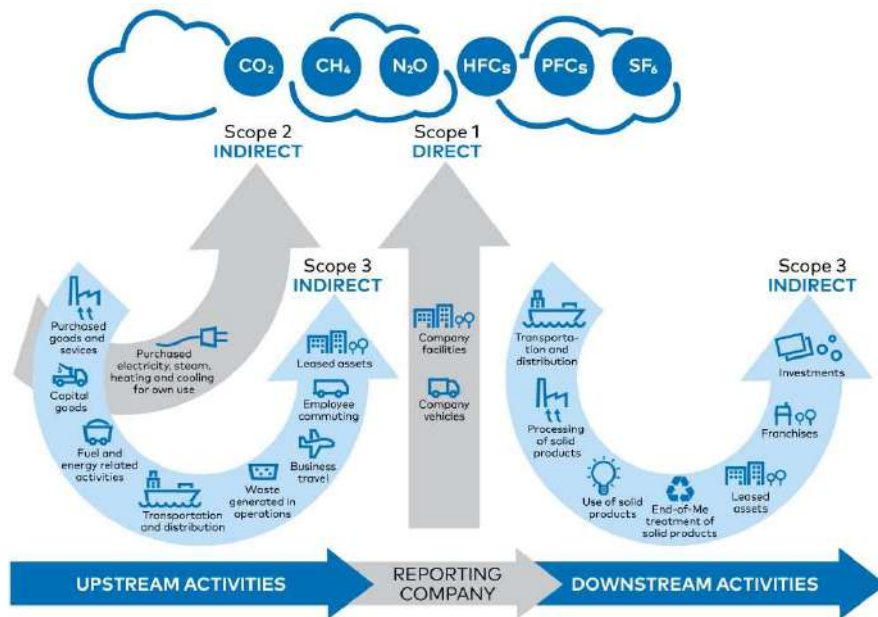 CO₂
CH₄
N₂O
HFCs
PFCs
SF₆
Scope 2
INDIRECT
Scope 1
DIRECT
Scope 3
INDIRECT
Scope 3
INDIRECT
Purchased
goods and
sevices
Capital
goods
Fuel and
energy related
activities
Transportation
and distribution
Waste
generated in
operations
Business
travel
Employee
commuting
Leased assets
Purchased
electricity, steam,
heating and cooling
for own use
Company
facilities
Company
vehicles
Transporta-
tion and
distribution
Processing
of solid
products
Use of solid
products
End-of-Me
treatment of
solid products
Leased
assets
Franchises
Investments
UPSTREAM ACTIVITIES
REPORTING
COMPANY
DOWNSTREAM ACTIVITIES